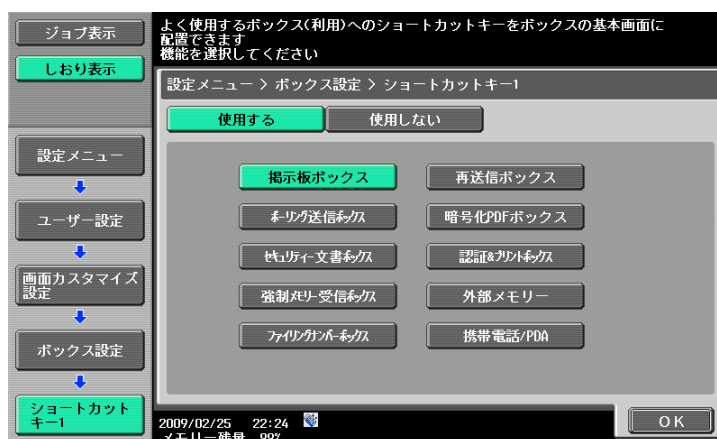 ジョブ表示
しおり表示
よく使用するボックス(利用)へのショートカットキーをボックスの基本画面に
配置できます
機能を選択してください
設定メニュー > ボックス設定 > ショートカットキー1
使用する
使用しない
掲示板ボックス
再送信ボックス
ポーリング送信ボックス
暗号化PDFボックス
セキュリティー文書ボックス
認証&プリントボックス
強制メモリー受信ボックス
外部メモリー
ファイリングナンバーボックス
携帯電話/PDA
設定メニュー
ユーザー設定
画面カスタマイズ
設定
ボックス設定
ショートカット
キー1
2009/02/25 22:24
メモリー残量 99%
OK